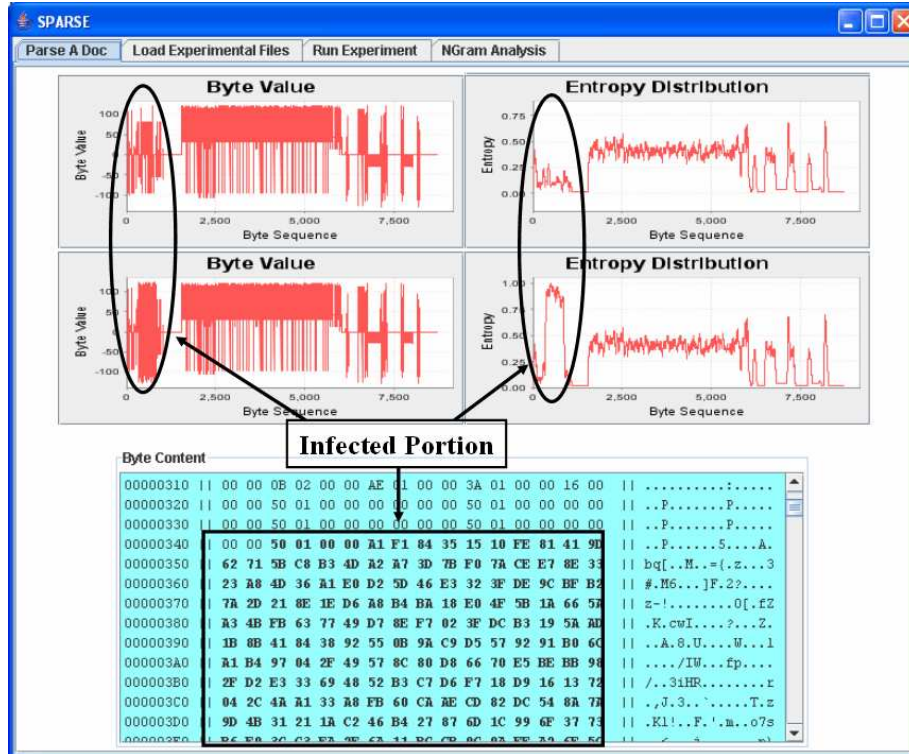 SPARSE
Parse A Doc Load Experimental Files Run Experiment NGram Analysis
Byte Value
Byte Value
100
50
0
-50
-100
0 2,500 5,000 7,500
Byte Sequence
Entropy Distribution
Entropy
0.75
0.50
0.25
0.00
0 2,500 5,000 7,500
Byte Sequence
Byte Value
Byte Value
100
50
0
-50
-100
0 2,500 5,000 7,500
Byte Sequence
Entropy Distribution
Entropy
1.00
0.75
0.50
0.25
0.00
0 2,500 5,000 7,500
Byte Sequence
Infected Portion
Byte Content
00000310 || 00 00 0B 02 00 00 AE 01 00 00 3A 01 00 00 16 00 || ..........:.....
00000320 || 00 00 50 01 00 00 00 00 00 00 50 01 00 00 00 00 || ..P.......P.....
00000330 || 00 00 50 01 00 00 00 00 00 00 50 01 00 00 00 00 || ..P.......P.....
00000340 || 00 00 50 01 00 00 A1 F1 84 35 15 10 FE 81 41 9D || ..P......5....A.
00000350 || 62 71 5B C8 B3 4D A2 A7 3D 7B F0 7A CE E7 8E 33 || bq[..M..={.z...3
00000360 || 23 A8 4D 36 A1 E0 D2 5D 46 E3 32 3F DE 9C BF B2 || #.M6...]F.2?....
00000370 || 7A 2D 21 8E 1E D6 A8 B4 BA 18 E0 4F 5B 1A 66 5A || z-!........O[.fZ
00000380 || A3 4B FB 63 77 49 D7 8E F7 02 3F DC B3 19 5A AD || .K.cwI....?...Z.
00000390 || 1B 8B 41 84 38 92 55 0B 9A C9 D5 57 92 91 B0 6C || ..A.8.U....W...l
000003A0 || A1 B4 97 04 2F 49 57 8C 80 D8 66 70 E5 BE BB 98 || ..../IW...fp....
000003B0 || 2F D2 E3 33 69 48 52 B3 C7 D6 F7 18 D9 16 13 72 || /..3iHR........r
000003C0 || 04 2C 4A A1 33 A8 FB 60 CA AE CD 82 DC 54 8A 7A || .,J.3..`.....T.z
000003D0 || 9D 4B 31 21 1A C2 46 B4 27 87 6D 1C 99 6F 37 73 || .K1!..F.'.m..o7s